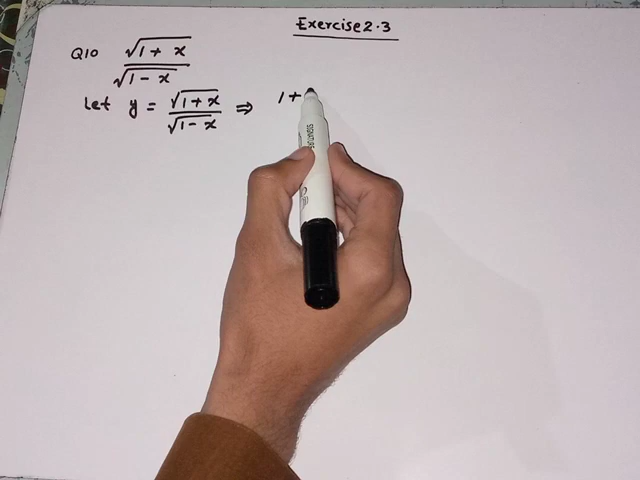 Exercise 2.3
Q10 √1 + x
√1 - x
Let y = √1+x ⇒ 1+
√1-x